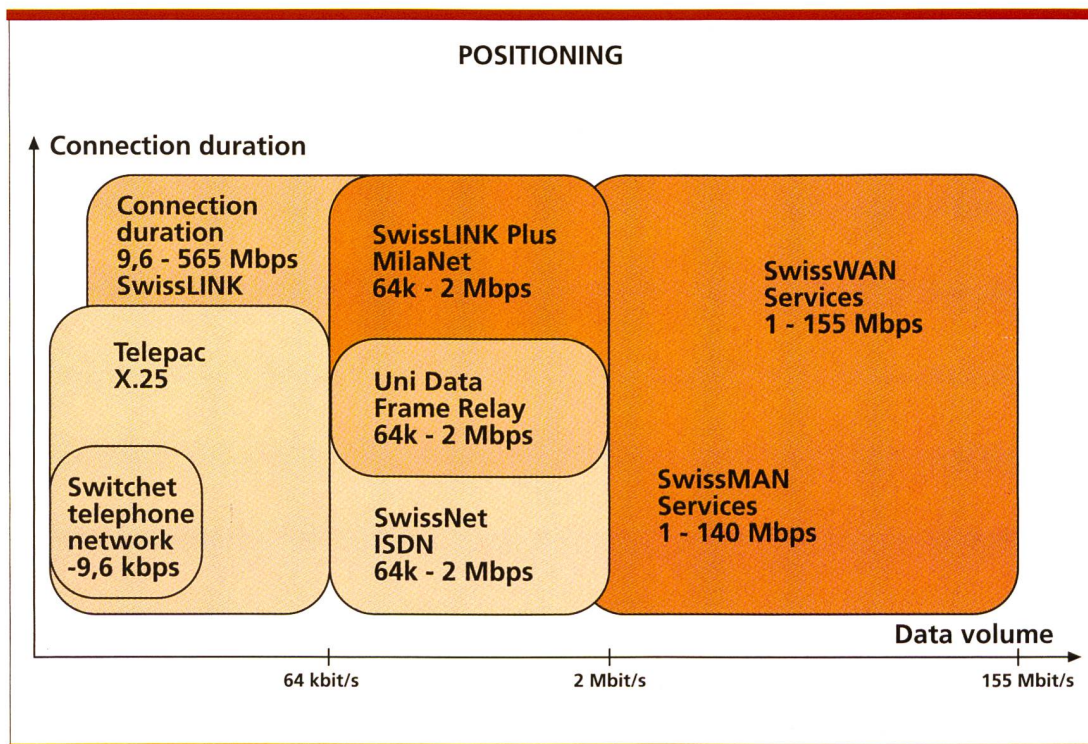 POSITIONING
Connection duration
Connection
duration
9,6 - 565 Mbps
SwissLINK
SwissLINK Plus
MilaNet
64k - 2 Mbps
SwissWAN
Services
1 - 155 Mbps
Telepac
X.25
Uni Data
Frame Relay
64k - 2 Mbps
Switchet
telephone
network
-9,6 kbps
SwissNet
ISDN
64k - 2 Mbps
SwissMAN
Services
1 - 140 Mbps
Data volume
64 kbit/s
2 Mbit/s
155 Mbit/s